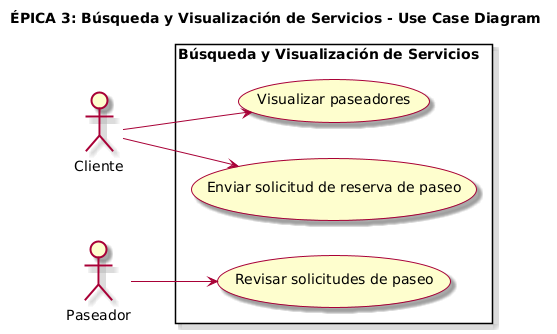 ÉPICA 3: Búsqueda y Visualización de Servicios - Use Case Diagram
Búsqueda y Visualización de Servicios
Visualizar paseadores
Cliente
Enviar solicitud de reserva de paseo
Revisar solicitudes de paseo
Paseador